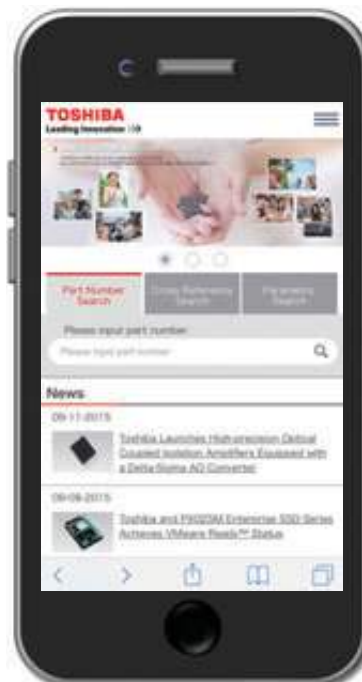 TOSHIBA
Leading Innovation
Part Number
Search
Cross Reference
Search
Parametric
Search
Please input part number
Please input part number
News
09-11-2015
Toshiba Launches High-precision Optical
Coupled Isolation Amplifiers Equipped with
a Delta-Sigma AD Converter
09-08-2015
Toshiba and PX02SM Enterprise SSD Series
Achieves VMware Ready™ Status